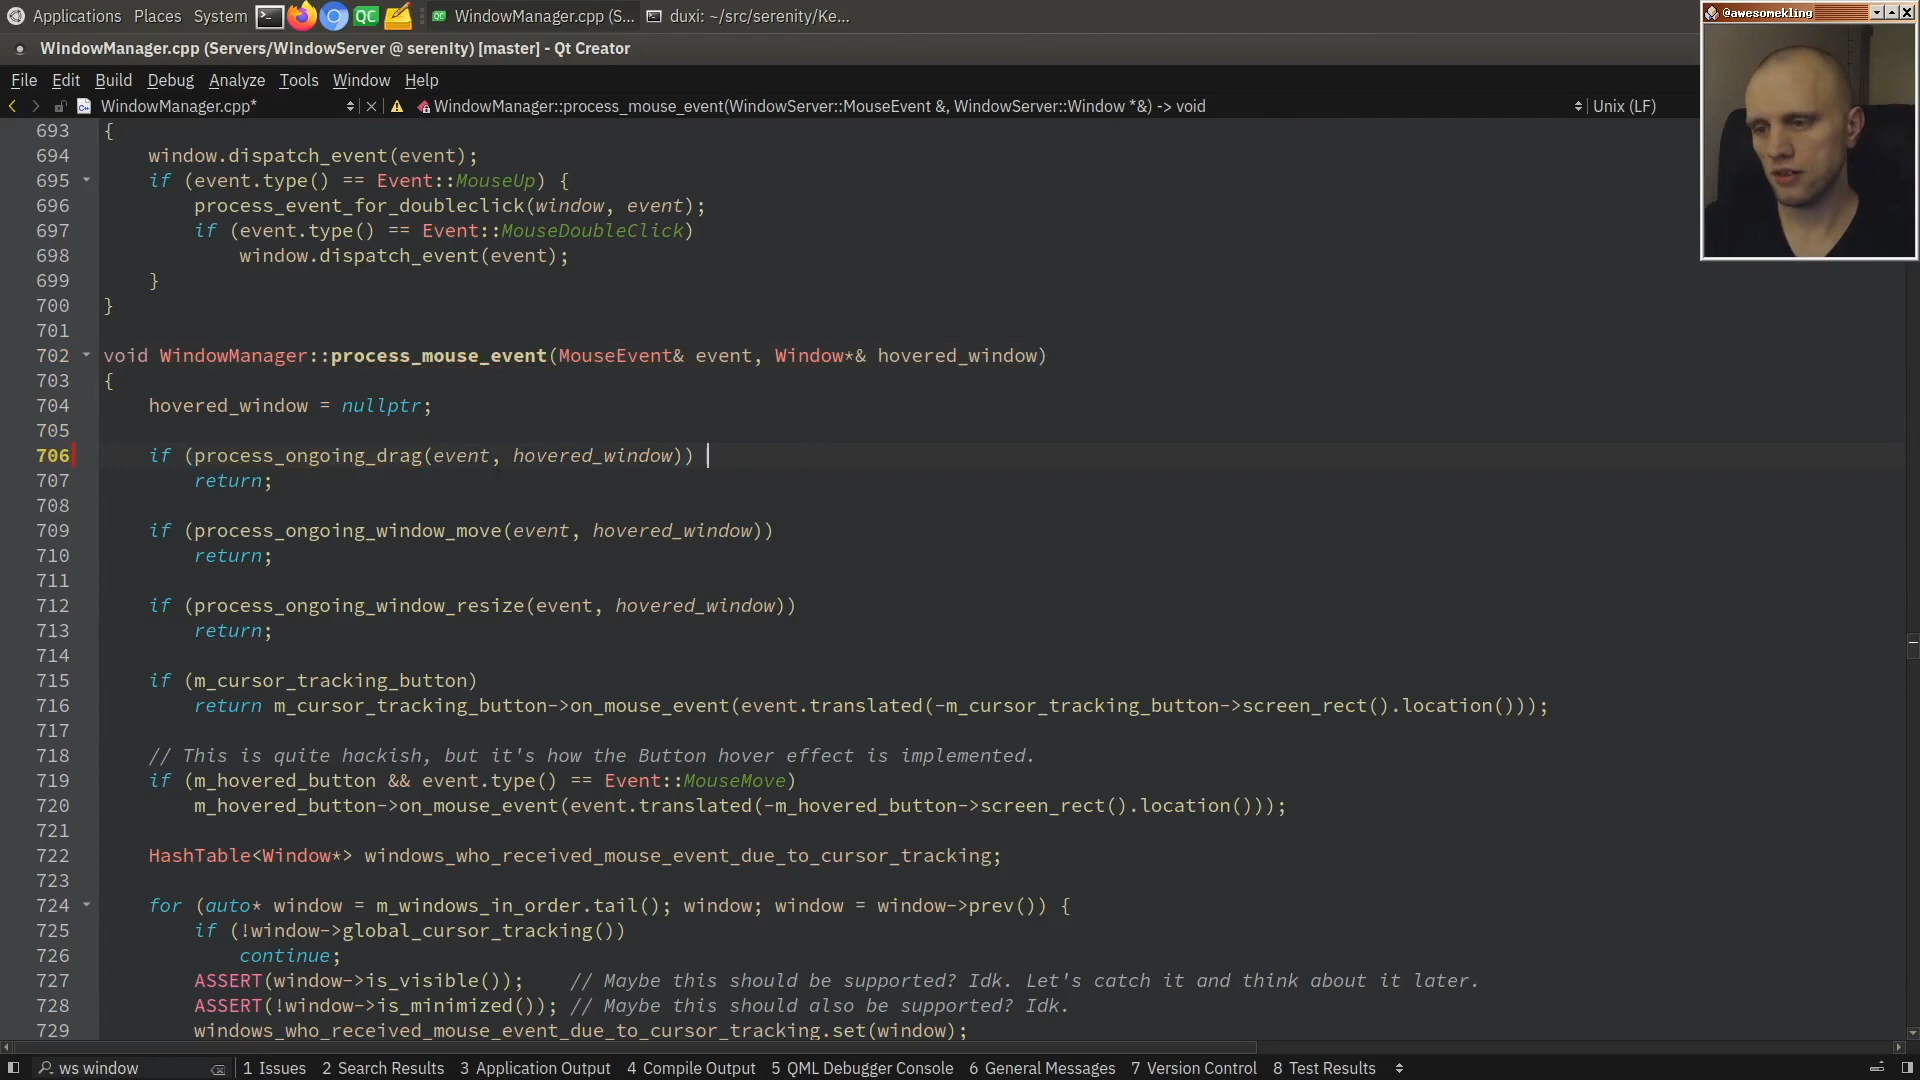 Applications Places System WindowManager.cpp (S... duxi: ~/src/serenity/Ke...
@awesomekling
WindowManager.cpp (Servers/WindowServer @ serenity) [master] - Qt Creator
File Edit Build Debug Analyze Tools Window Help
WindowManager.cpp* WindowManager::process_mouse_event(WindowServer::MouseEvent &, WindowServer::Window *&) -> void Unix (LF)
693 {
694     window.dispatch_event(event);
695     if (event.type() == Event::MouseUp) {
696         process_event_for_doubleclick(window, event);
697         if (event.type() == Event::MouseDoubleClick)
698             window.dispatch_event(event);
699     }
700 }
701
702 void WindowManager::process_mouse_event(MouseEvent& event, Window*& hovered_window)
703 {
704     hovered_window = nullptr;
705
706     if (process_ongoing_drag(event, hovered_window))
707         return;
708
709     if (process_ongoing_window_move(event, hovered_window))
710         return;
711
712     if (process_ongoing_window_resize(event, hovered_window))
713         return;
714
715     if (m_cursor_tracking_button)
716         return m_cursor_tracking_button->on_mouse_event(event.translated(-m_cursor_tracking_button->screen_rect().location()));
717
718     // This is quite hackish, but it's how the Button hover effect is implemented.
719     if (m_hovered_button && event.type() == Event::MouseMove)
720         m_hovered_button->on_mouse_event(event.translated(-m_hovered_button->screen_rect().location()));
721
722     HashTable<Window*> windows_who_received_mouse_event_due_to_cursor_tracking;
723
724     for (auto* window = m_windows_in_order.tail(); window; window = window->prev()) {
725         if (!window->global_cursor_tracking())
726             continue;
727         ASSERT(window->is_visible());    // Maybe this should be supported? Idk. Let's catch it and think about it later.
728         ASSERT(!window->is_minimized()); // Maybe this should also be supported? Idk.
729         windows_who_received_mouse_event_due_to_cursor_tracking.set(window);
ws window 1 Issues 2 Search Results 3 Application Output 4 Compile Output 5 QML Debugger Console 6 General Messages 7 Version Control 8 Test Results